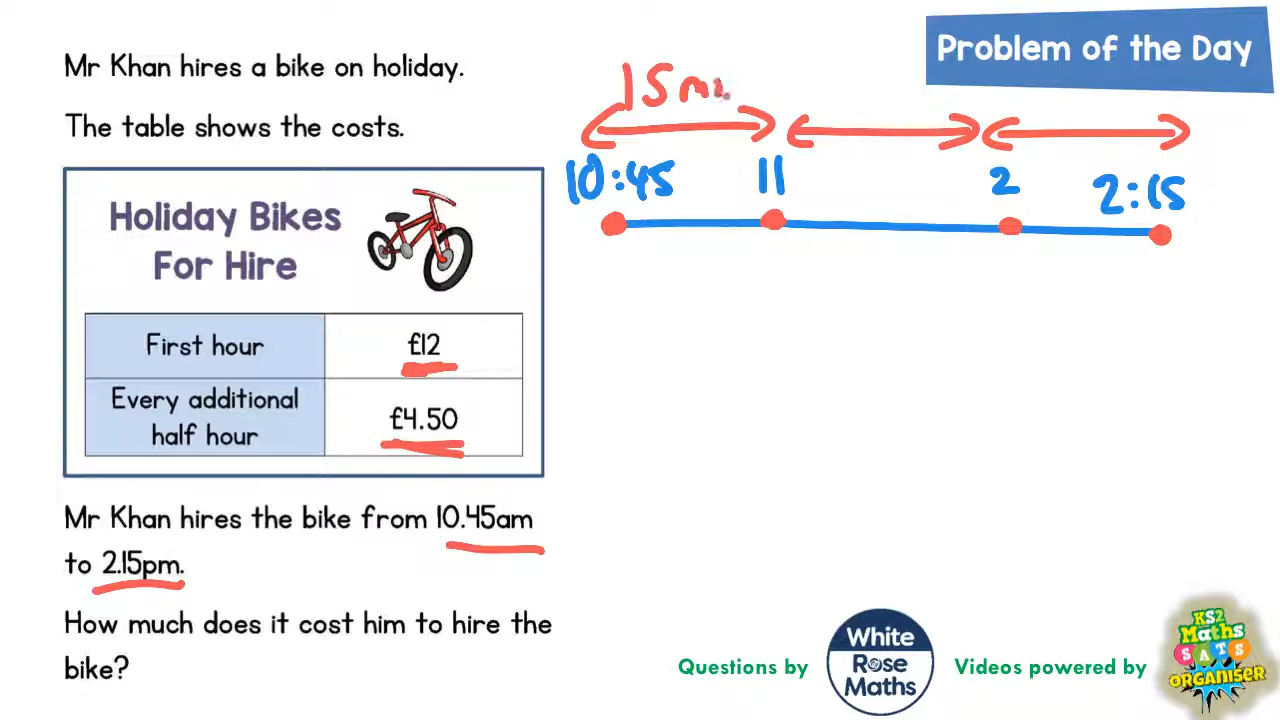 Mr Khan hires a bike on holiday.
The table shows the costs.
Holiday Bikes
For Hire
First hour
£12
Every additional
half hour
£4.50
Mr Khan hires the bike from 10.45am
to 2.15pm.
How much does it cost him to hire the
bike?
Problem of the Day
15 mi
10:45
11
2
2:15
Questions by
White
Rose
Maths
Videos powered by
KS2
Maths
SATS
ORGANISER